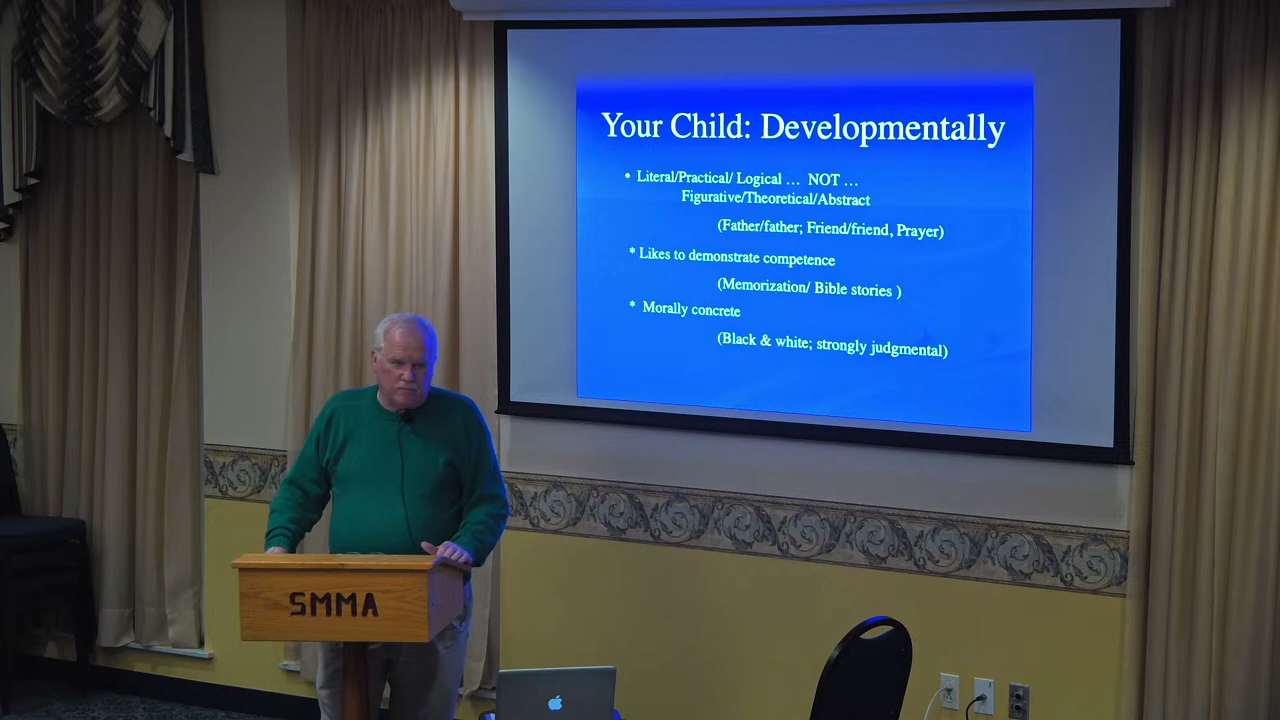 Your Child: Developmentally
• Literal/Practical/ Logical … NOT …
Figurative/Theoretical/Abstract
(Father/father; Friend/friend, Prayer)
* Likes to demonstrate competence
(Memorization/ Bible stories )
* Morally concrete
(Black & white; strongly judgmental)
SMMA